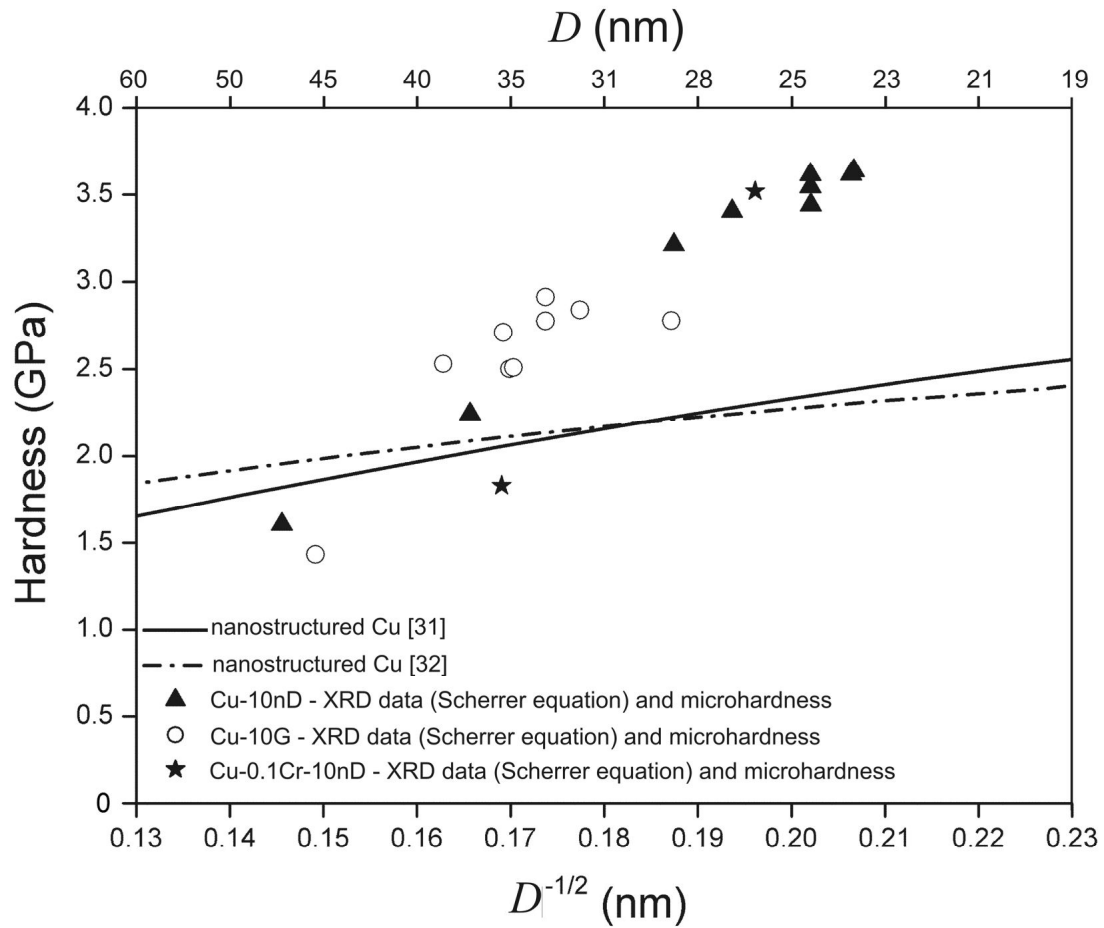 D (nm)
60 50 45 38 35 31 28 25 23 21 19
Hardness (GPa)
4.0
3.5
3.0
2.5
2.0
1.5
1.0
0.5
0
nanostructured Cu [31]
nanostructured Cu [32]
Cu-10nD - XRD data (Scherrer equation) and microhardness
Cu-10G - XRD data (Scherrer equation) and microhardness
Cu-0.1Cr-10nD - XRD data (Scherrer equation) and microhardness
0.13 0.14 0.15 0.16 0.17 0.18 0.19 0.20 0.21 0.22 0.23
D^-1/2 (nm)